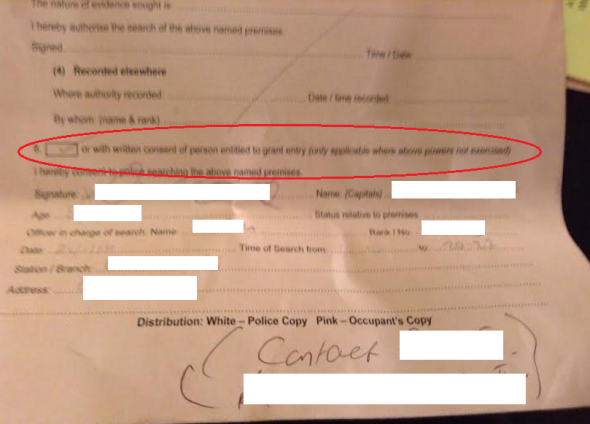 The nature of evidence sought is
I hereby authorise the search of the above named premises.
Signed Time / Date
(4) Recorded elsewhere
Where authority recorded Date / time recorded
By whom (name & rank)
or with written consent of person entitled to grant entry (only applicable where above powers not exercised)
I hereby consent to police searching the above named premises.
Signature: Name: (Capitals)
Age Status relative to premises
Officer in charge of search. Name Rank / No.
Date Time of Search from to 20:22
Station / Branch
Address:
Distribution: White – Police Copy Pink – Occupant's Copy
Contact